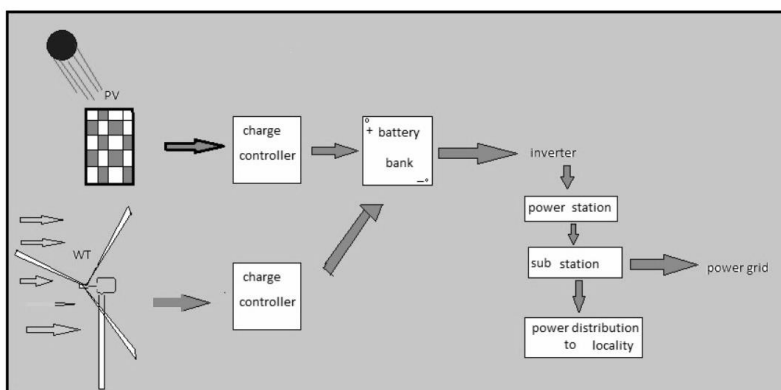 PV
charge
controller
+ battery
bank
inverter
power station
sub station
power grid
power distribution
to locality
WT
charge
controller